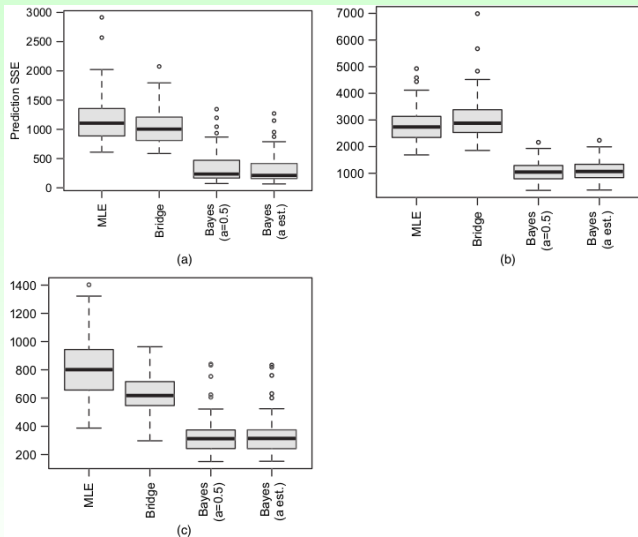 3000
2500
2000
1500
1000
500
0
Prediction SSE
MLE
Bridge
Bayes
(a=0.5)
Bayes
(a est.)
(a)
7000
6000
5000
4000
3000
2000
1000
MLE
Bridge
Bayes
(a=0.5)
Bayes
(a est.)
(b)
1400
1200
1000
800
600
400
200
MLE
Bridge
Bayes
(a=0.5)
Bayes
(a est.)
(c)